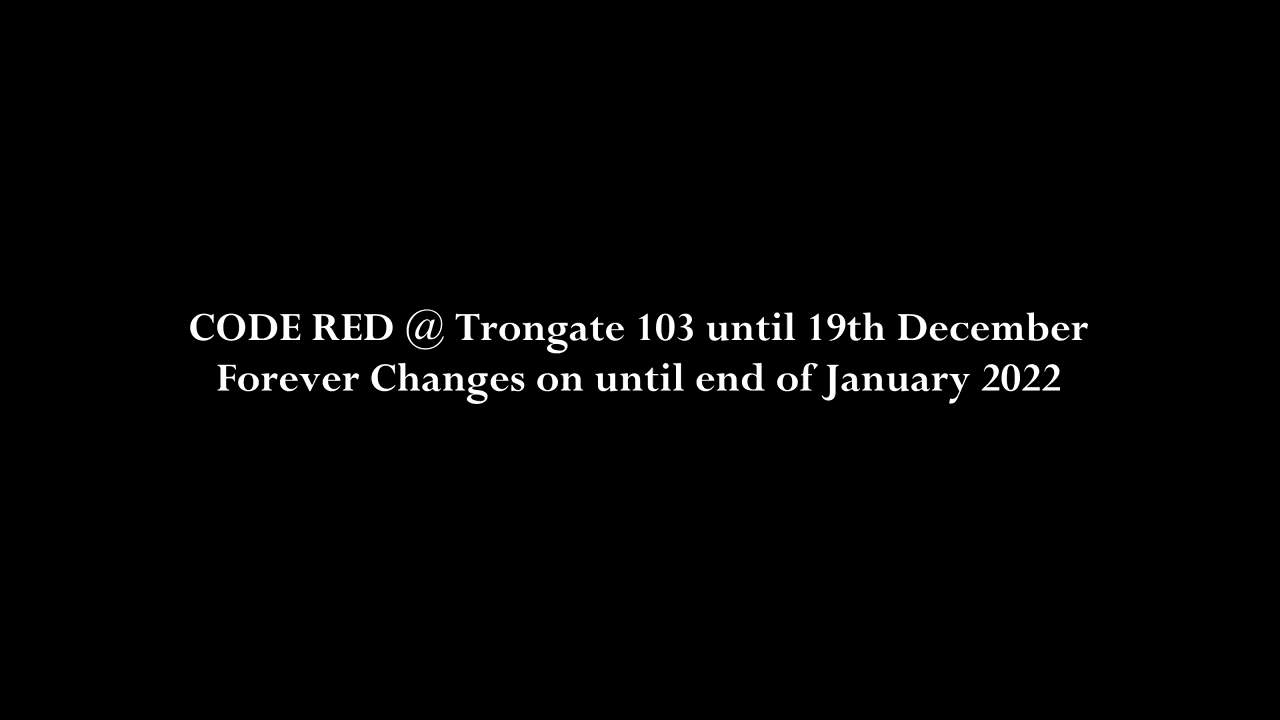 CODE RED @ Trongate 103 until 19th December
Forever Changes on until end of January 2022